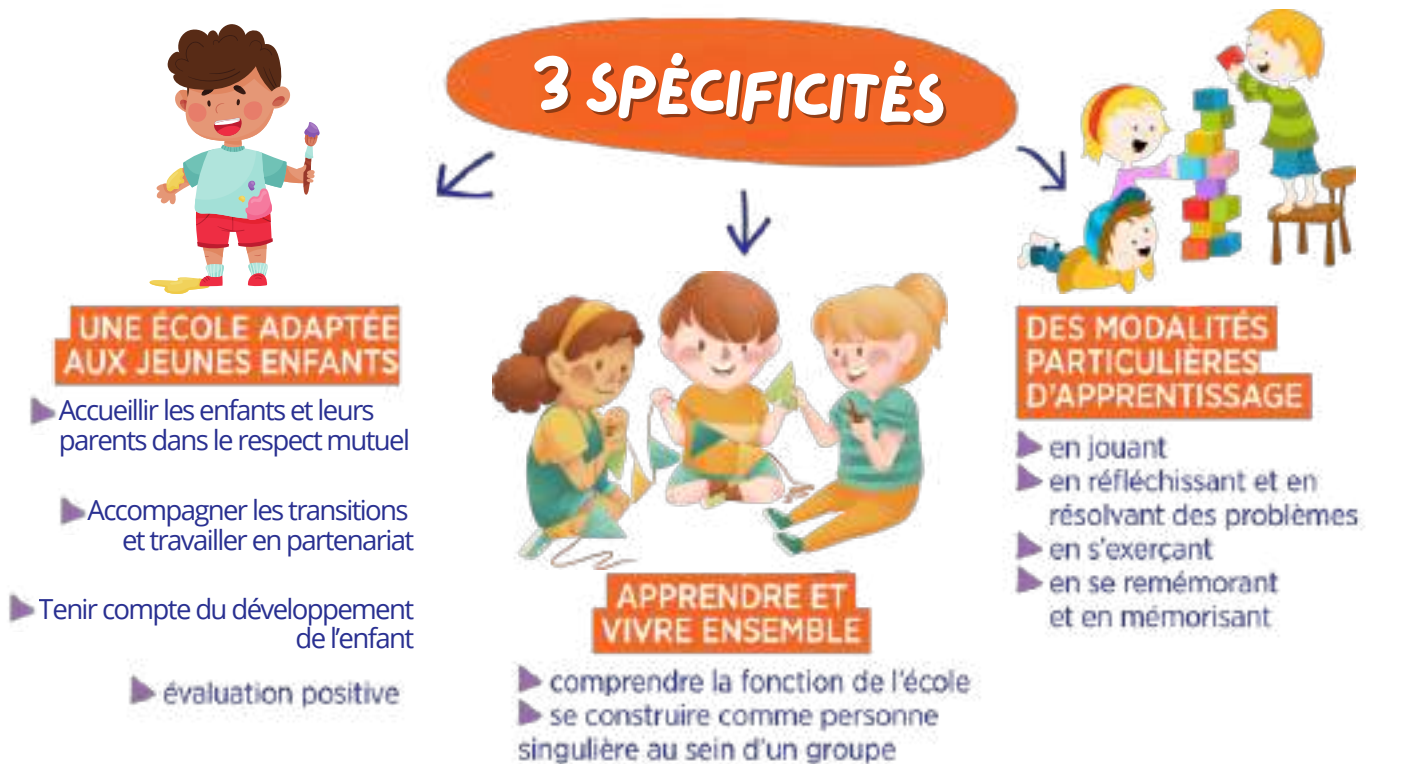 3 SPÉCIFICITÉS
UNE ÉCOLE ADAPTÉE
AUX JEUNES ENFANTS
Accueillir les enfants et leurs
parents dans le respect mutuel
Accompagner les transitions
et travailler en partenariat
Tenir compte du développement
de l'enfant
évaluation positive
APPRENDRE ET
VIVRE ENSEMBLE
comprendre la fonction de l'école
se construire comme personne
singulière au sein d'un groupe
DES MODALITÉS
PARTICULIÈRES
D'APPRENTISSAGE
en jouant
en réfléchissant et en
résolvant des problèmes
en s'exerçant
en se remémorant
et en mémorisant